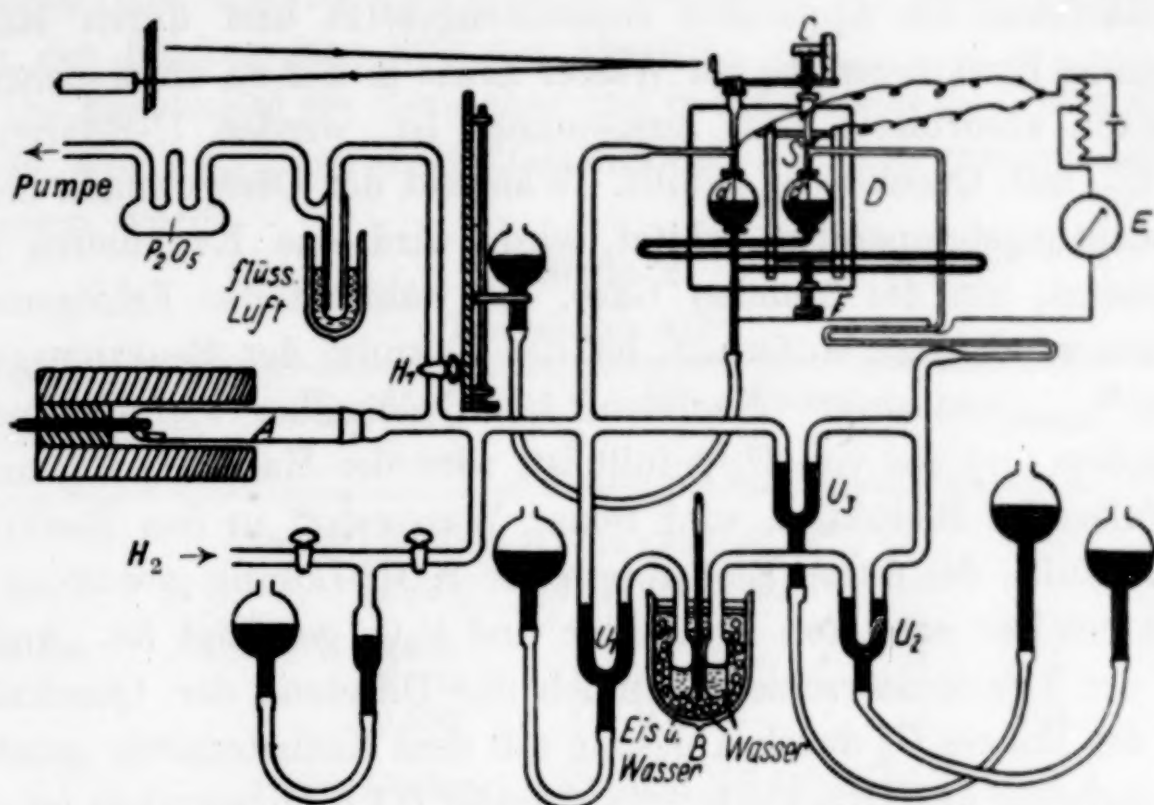 C
S
Pumpe
P₂O₅
flüss.
Luft
D
E
F
H₁
A
H₂
U₃
U₁
U₂
Eis u.
Wasser
B
Wasser